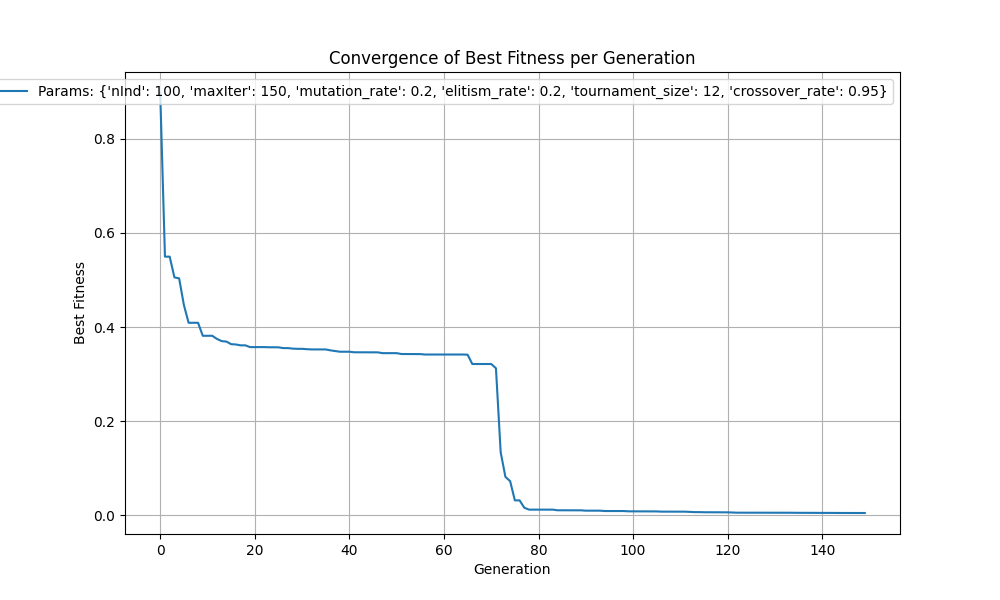 Convergence of Best Fitness per Generation
Params: {'nInd': 100, 'maxIter': 150, 'mutation_rate': 0.2, 'elitism_rate': 0.2, 'tournament_size': 12, 'crossover_rate': 0.95}
0.8
0.6
0.4
0.2
0.0
Best Fitness
0 20 40 60 80 100 120 140
Generation